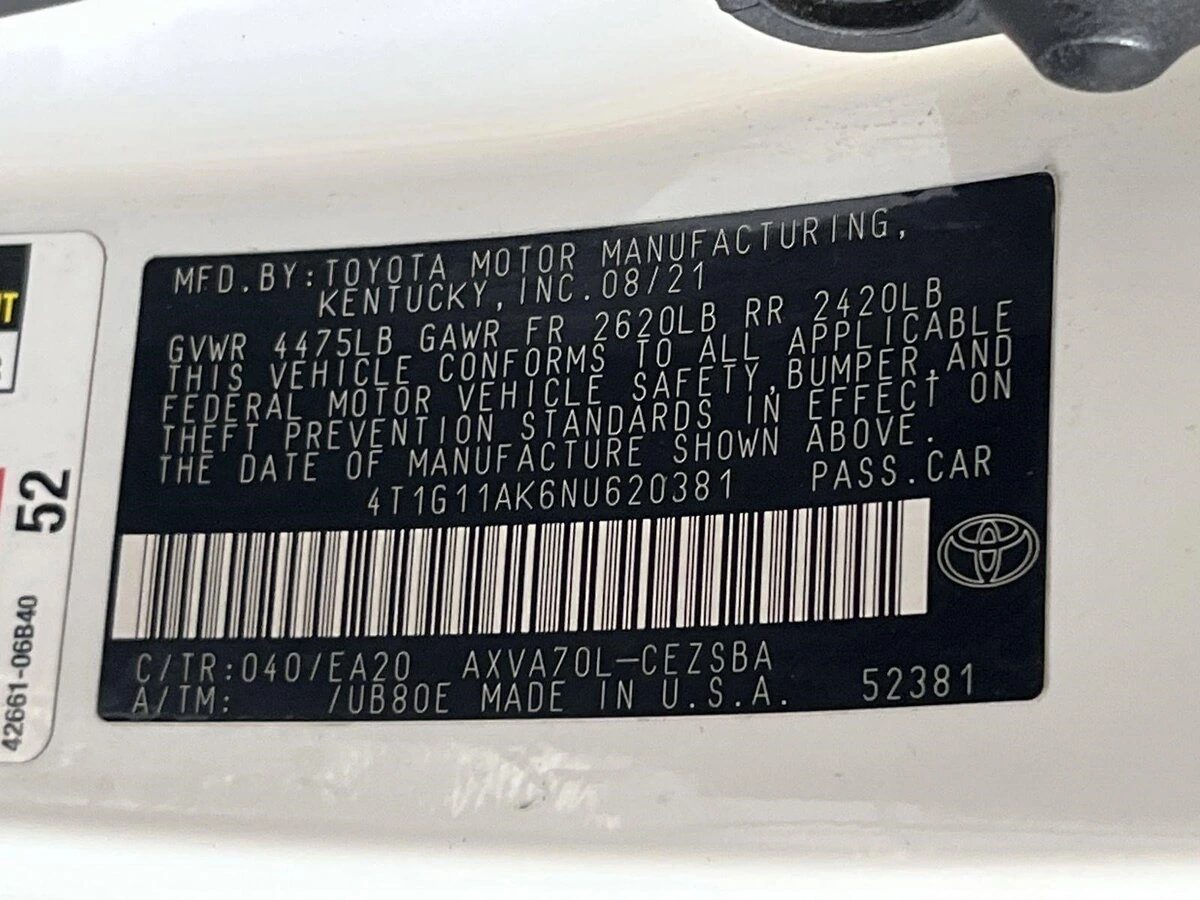 MFD.BY:TOYOTA MOTOR MANUFACTURING,
KENTUCKY, INC. 08/21
GVWR 4475LB GAWR FR 2620LB RR 2420LB
THIS VEHICLE CONFORMS TO ALL APPLICABLE
FEDERAL MOTOR VEHICLE SAFETY,BUMPER,AND
THEFT PREVENTION STANDARDS IN EFFECT ON
THE DATE OF MANUFACTURE SHOWN ABOVE.
4T1G11AK6NU620381 PASS.CAR
C/TR:040/EA20 AXVA70L-CEZSBA
A/TM: /UB80E MADE IN U.S.A. 52381
52
42661-06B40